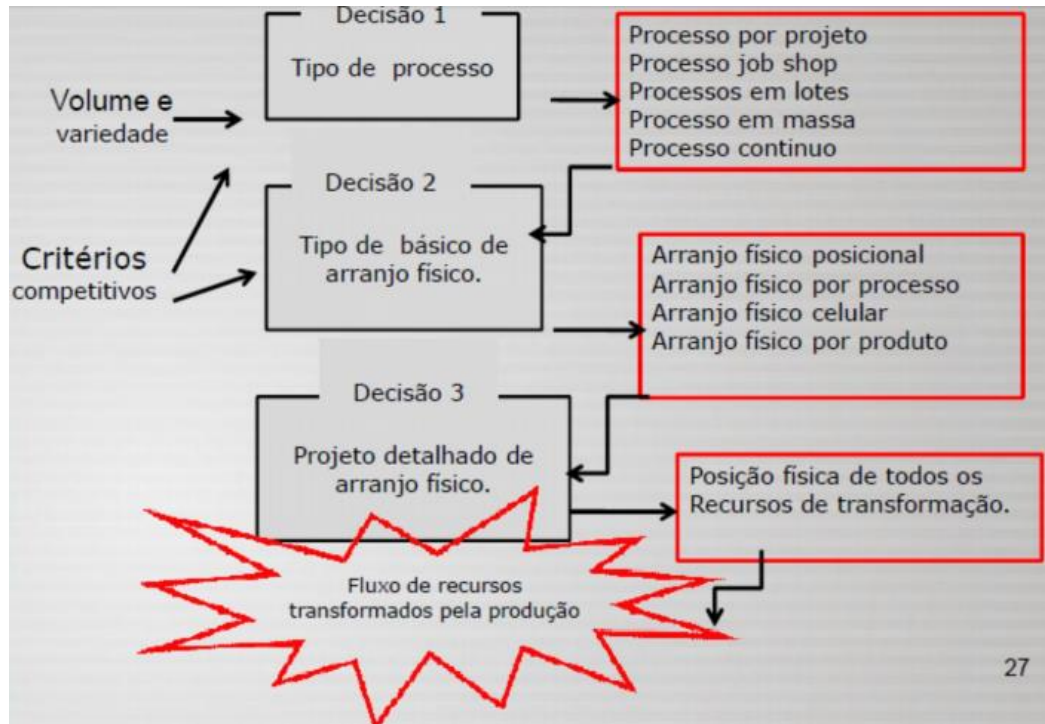 Decisão 1
Tipo de processo
Processo por projeto
Processo job shop
Processos em lotes
Processo em massa
Processo continuo
Volume e
variedade
Decisão 2
Tipo de básico de
arranjo físico.
Critérios
competitivos
Arranjo físico posicional
Arranjo físico por processo
Arranjo físico celular
Arranjo físico por produto
Decisão 3
Projeto detalhado de
arranjo físico.
Posição física de todos os
Recursos de transformação.
Fluxo de recursos
transformados pela produção
27